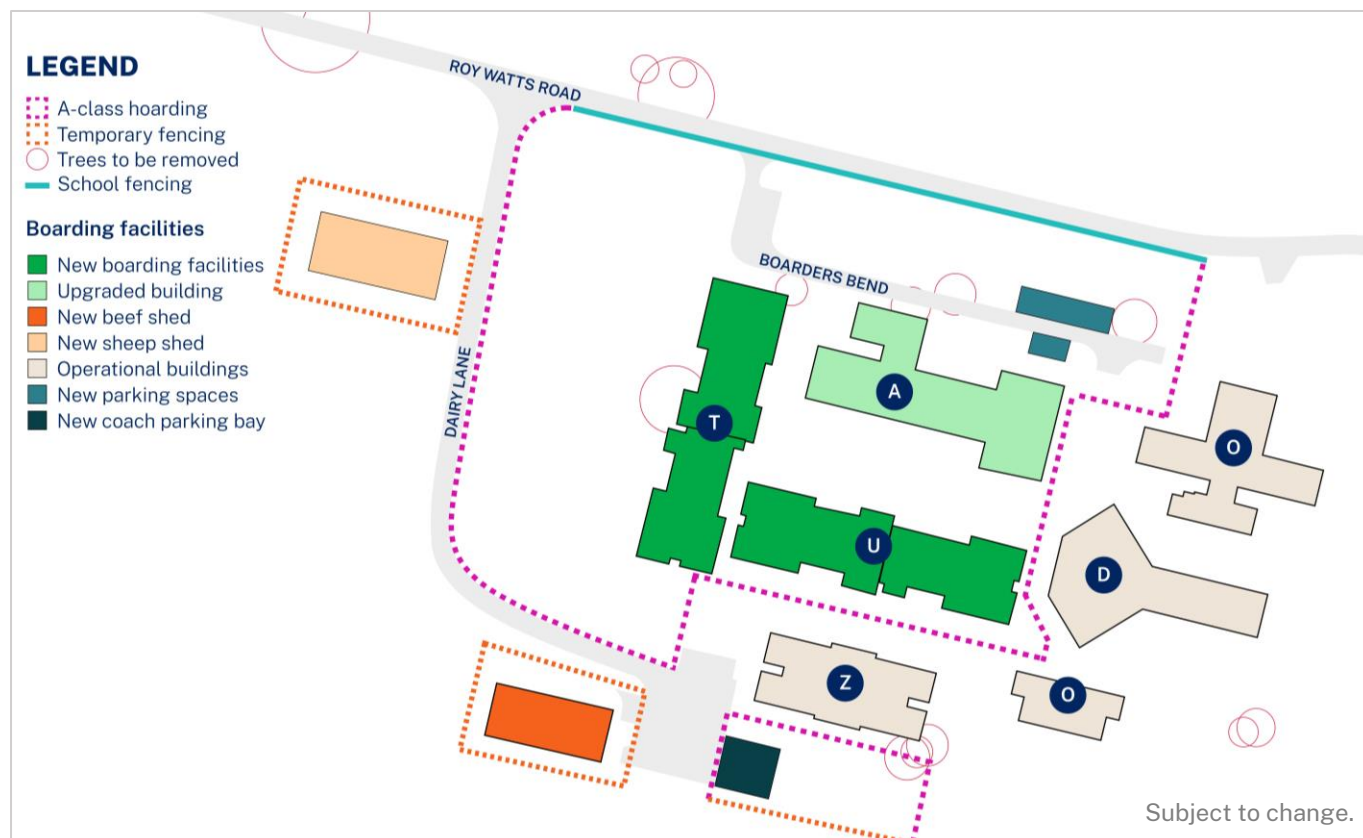 LEGEND
A-class hoarding
Temporary fencing
Trees to be removed
School fencing
Boarding facilities
New boarding facilities
Upgraded building
New beef shed
New sheep shed
Operational buildings
New parking spaces
New coach parking bay
ROY WATTS ROAD
BOARDERS BEND
DAIRY LANE
A
T
O
U
D
Z
O
Subject to change.